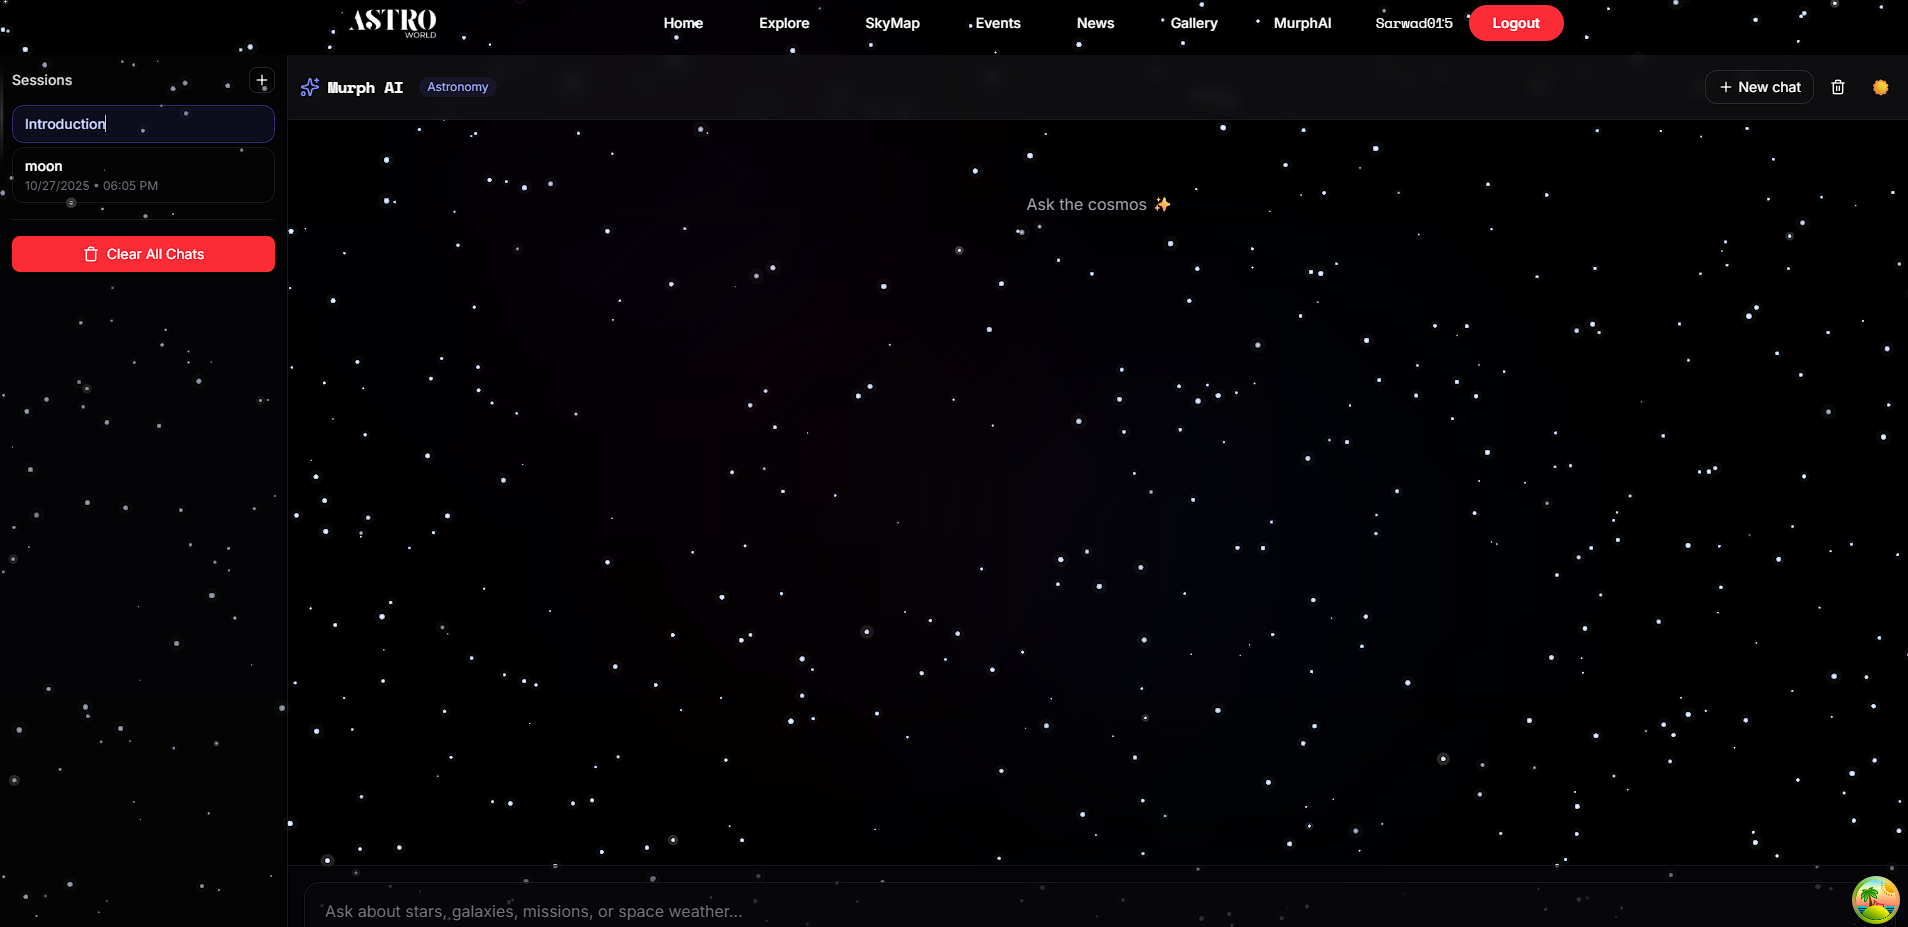 ASTRO
WORLD
Home
Explore
SkyMap
Events
News
Gallery
MurphAI
Sarwad015
Logout
Sessions
Introduction
moon
10/27/2025 • 06:05 PM
Clear All Chats
Murph AI
Astronomy
New chat
Ask the cosmos ✨
Ask about stars, galaxies, missions, or space weather...